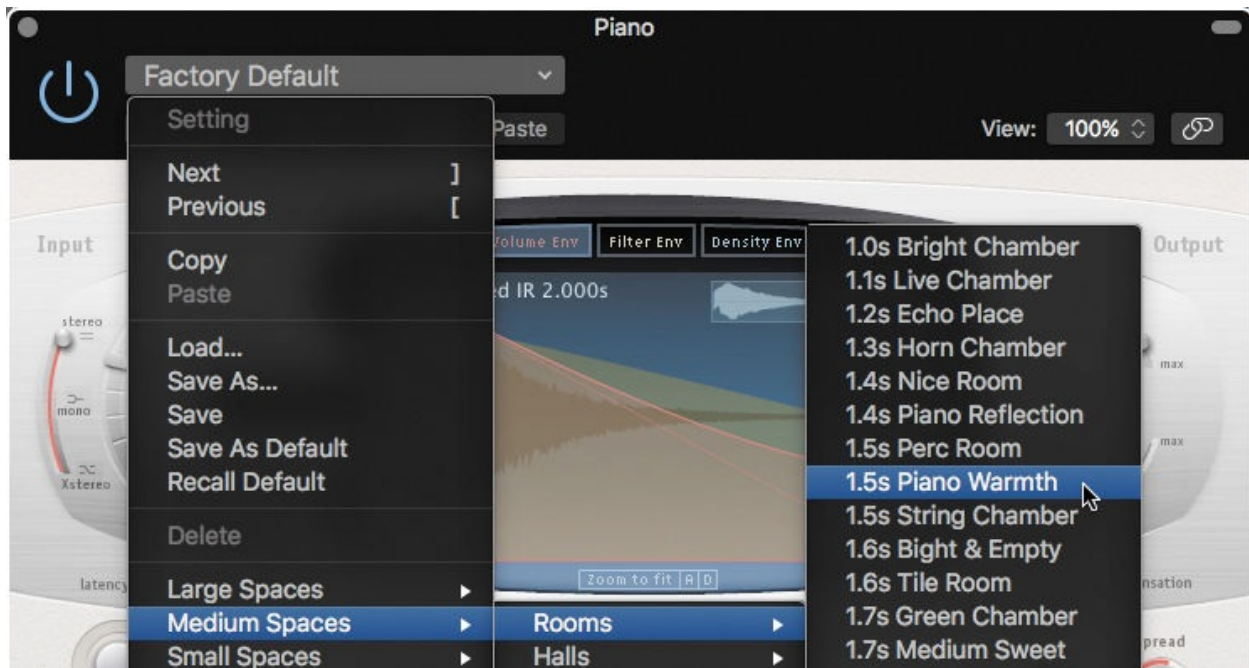 Piano
Factory Default
Paste
View: 100%
Setting
Next ]
Previous [
Copy
Paste
Load...
Save As...
Save
Save As Default
Recall Default
Delete
Large Spaces
Medium Spaces
Small Spaces
Rooms
Halls
1.0s Bright Chamber
1.1s Live Chamber
1.2s Echo Place
1.3s Horn Chamber
1.4s Nice Room
1.4s Piano Reflection
1.5s Perc Room
1.5s Piano Warmth
1.5s String Chamber
1.6s Bight & Empty
1.6s Tile Room
1.7s Green Chamber
1.7s Medium Sweet
Input
stereo
mono
Xstereo
latency
Volume Env
Filter Env
Density Env
ed IR 2.000s
Zoom to fit A D
Output
max
max
nsation
pread